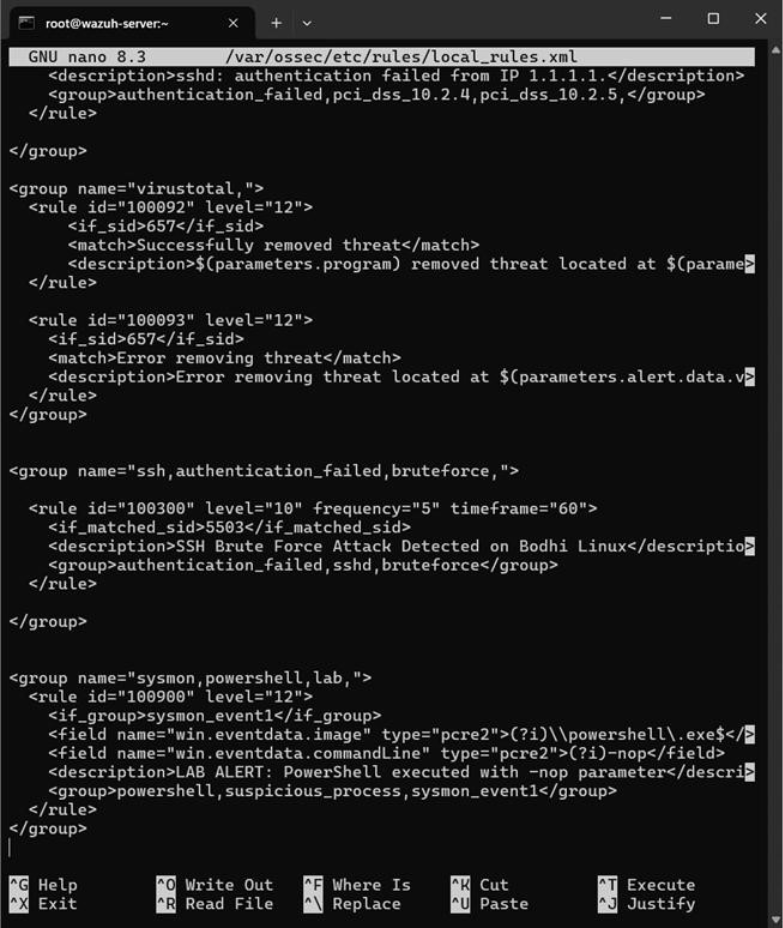 root@wazuh-server:~
GNU nano 8.3 /var/ossec/etc/rules/local_rules.xml
<description>sshd: authentication failed from IP 1.1.1.1.</description>
<group>authentication_failed,pci_dss_10.2.4,pci_dss_10.2.5,</group>
</rule>
</group>
<group name="virustotal,">
<rule id="100092" level="12">
<if_sid>657</if_sid>
<match>Successfully removed threat</match>
<description>$(parameters.program) removed threat located at $(parame>
</rule>
<rule id="100093" level="12">
<if_sid>657</if_sid>
<match>Error removing threat</match>
<description>Error removing threat located at $(parameters.alert.data.v>
</rule>
</group>
<group name="ssh,authentication_failed,bruteforce,">
<rule id="100300" level="10" frequency="5" timeframe="60">
<if_matched_sid>5503</if_matched_sid>
<description>SSH Brute Force Attack Detected on Bodhi Linux</descriptio>
<group>authentication_failed,sshd,bruteforce</group>
</rule>
</group>
<group name="sysmon,powershell,lab,">
<rule id="100900" level="12">
<if_group>sysmon_event1</if_group>
<field name="win.eventdata.image" type="pcre2">(?i)\\powershell\.exe$</>
<field name="win.eventdata.commandLine" type="pcre2">(?i)-nop</field>
<description>LAB ALERT: PowerShell executed with -nop parameter</descri>
<group>powershell,suspicious_process,sysmon_event1</group>
</rule>
</group>
^G Help ^O Write Out ^F Where Is ^K Cut ^T Execute
^X Exit ^R Read File ^\ Replace ^U Paste ^J Justify